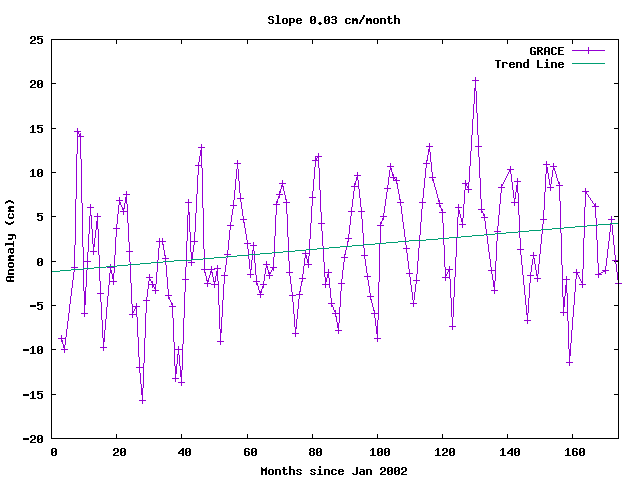 Slope 0.03 cm/month
GRACE
Trend Line
25
20
15
10
5
0
-5
-10
-15
-20
Anomaly (cm)
0 20 40 60 80 100 120 140 160
Months since Jan 2002